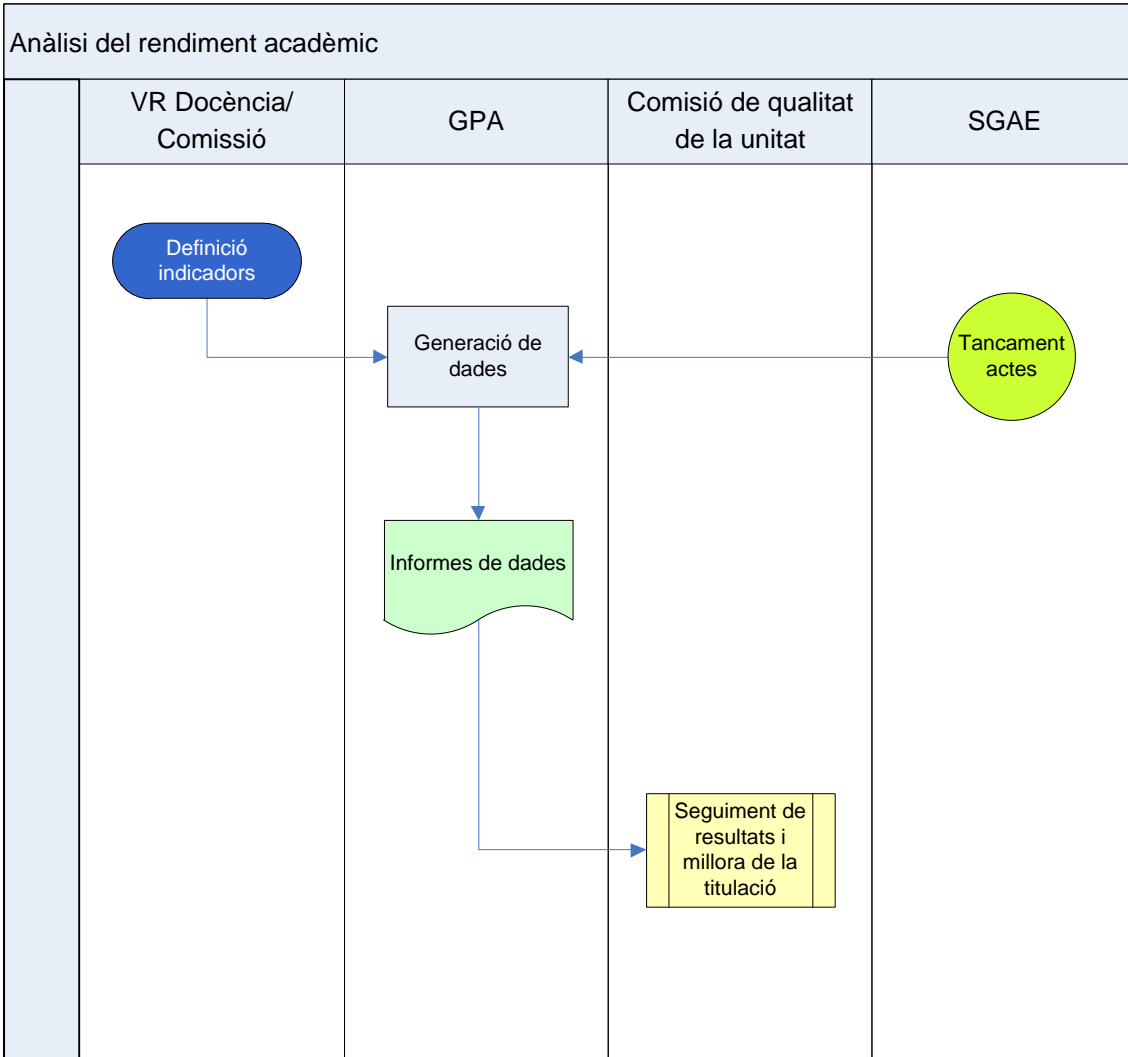 Anàlisi del rendiment acadèmic
VR Docència/
Comissió
GPA
Comisió de qualitat
de la unitat
SGAE
Definició
indicadors
Generació de
dades
Tancament
actes
Informes de dades
Seguiment de
resultats i
millora de la
titulació